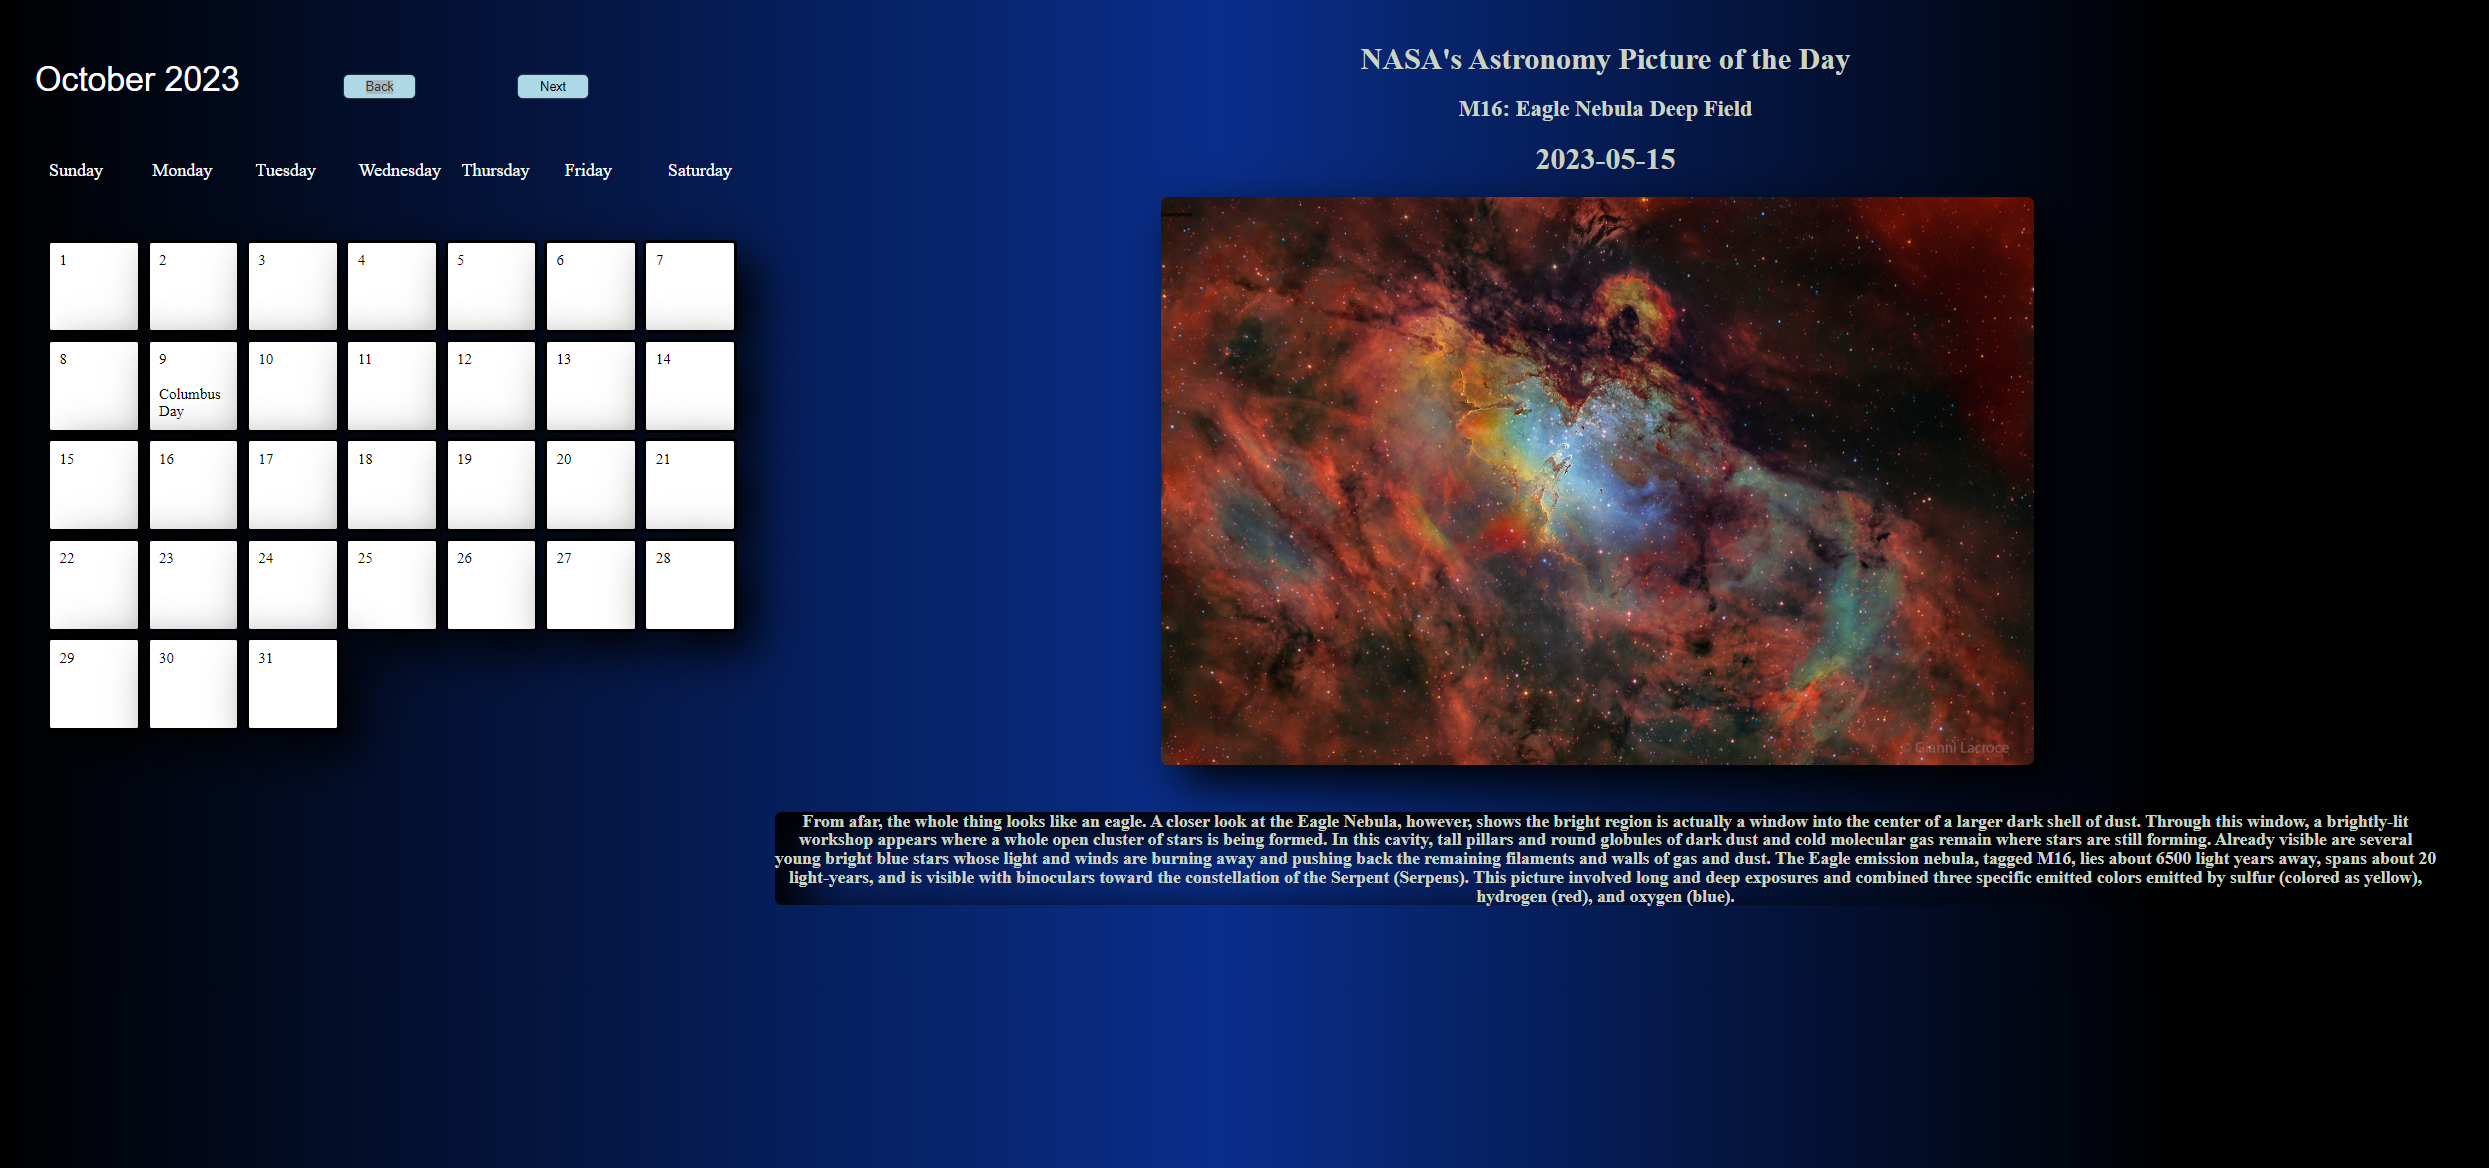 October 2023
Back
Next
Sunday Monday Tuesday Wednesday Thursday Friday Saturday
1 2 3 4 5 6 7
8 9 10 11 12 13 14
Columbus
Day
15 16 17 18 19 20 21
22 23 24 25 26 27 28
29 30 31
NASA's Astronomy Picture of the Day
M16: Eagle Nebula Deep Field
2023-05-15
© Gianni Lacroce
From afar, the whole thing looks like an eagle. A closer look at the Eagle Nebula, however, shows the bright region is actually a window into the center of a larger dark shell of dust. Through this window, a brightly-lit
workshop appears where a whole open cluster of stars is being formed. In this cavity, tall pillars and round globules of dark dust and cold molecular gas remain where stars are still forming. Already visible are several
young bright blue stars whose light and winds are burning away and pushing back the remaining filaments and walls of gas and dust. The Eagle emission nebula, tagged M16, lies about 6500 light years away, spans about 20
light-years, and is visible with binoculars toward the constellation of the Serpent (Serpens). This picture involved long and deep exposures and combined three specific emitted colors emitted by sulfur (colored as yellow),
hydrogen (red), and oxygen (blue).